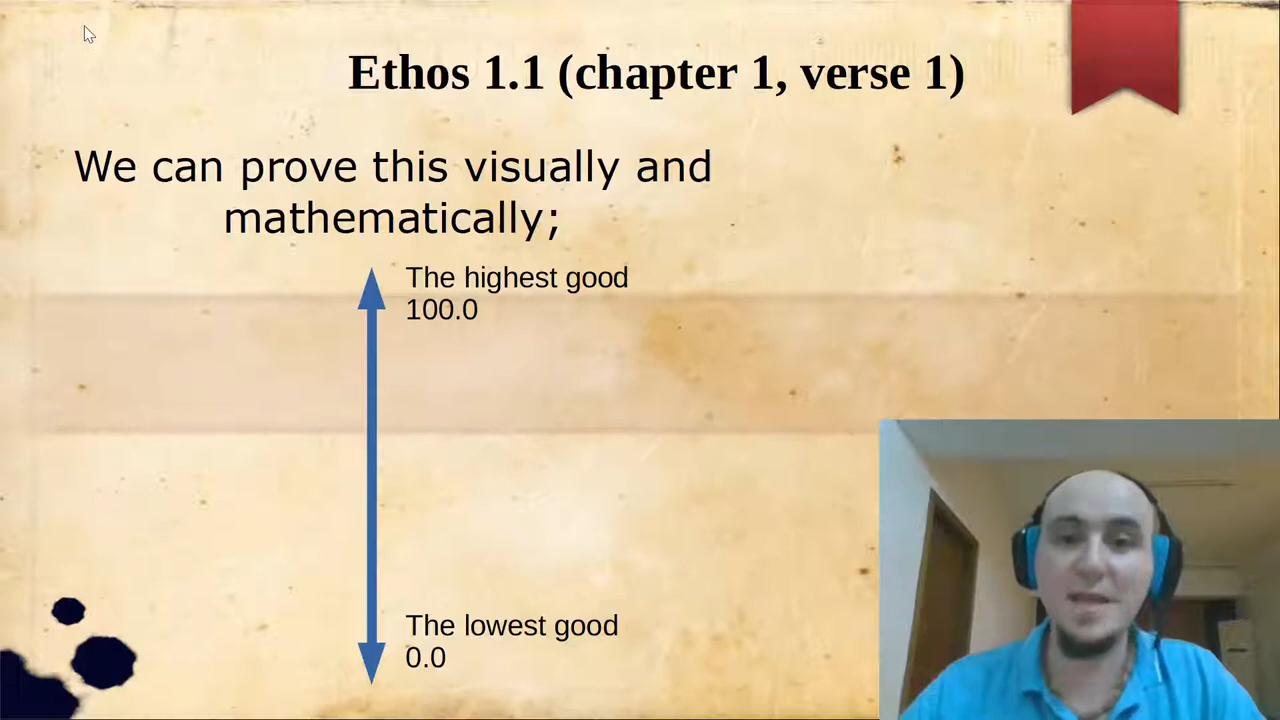 Ethos 1.1 (chapter 1, verse 1)
We can prove this visually and
mathematically;
The highest good
100.0
The lowest good
0.0